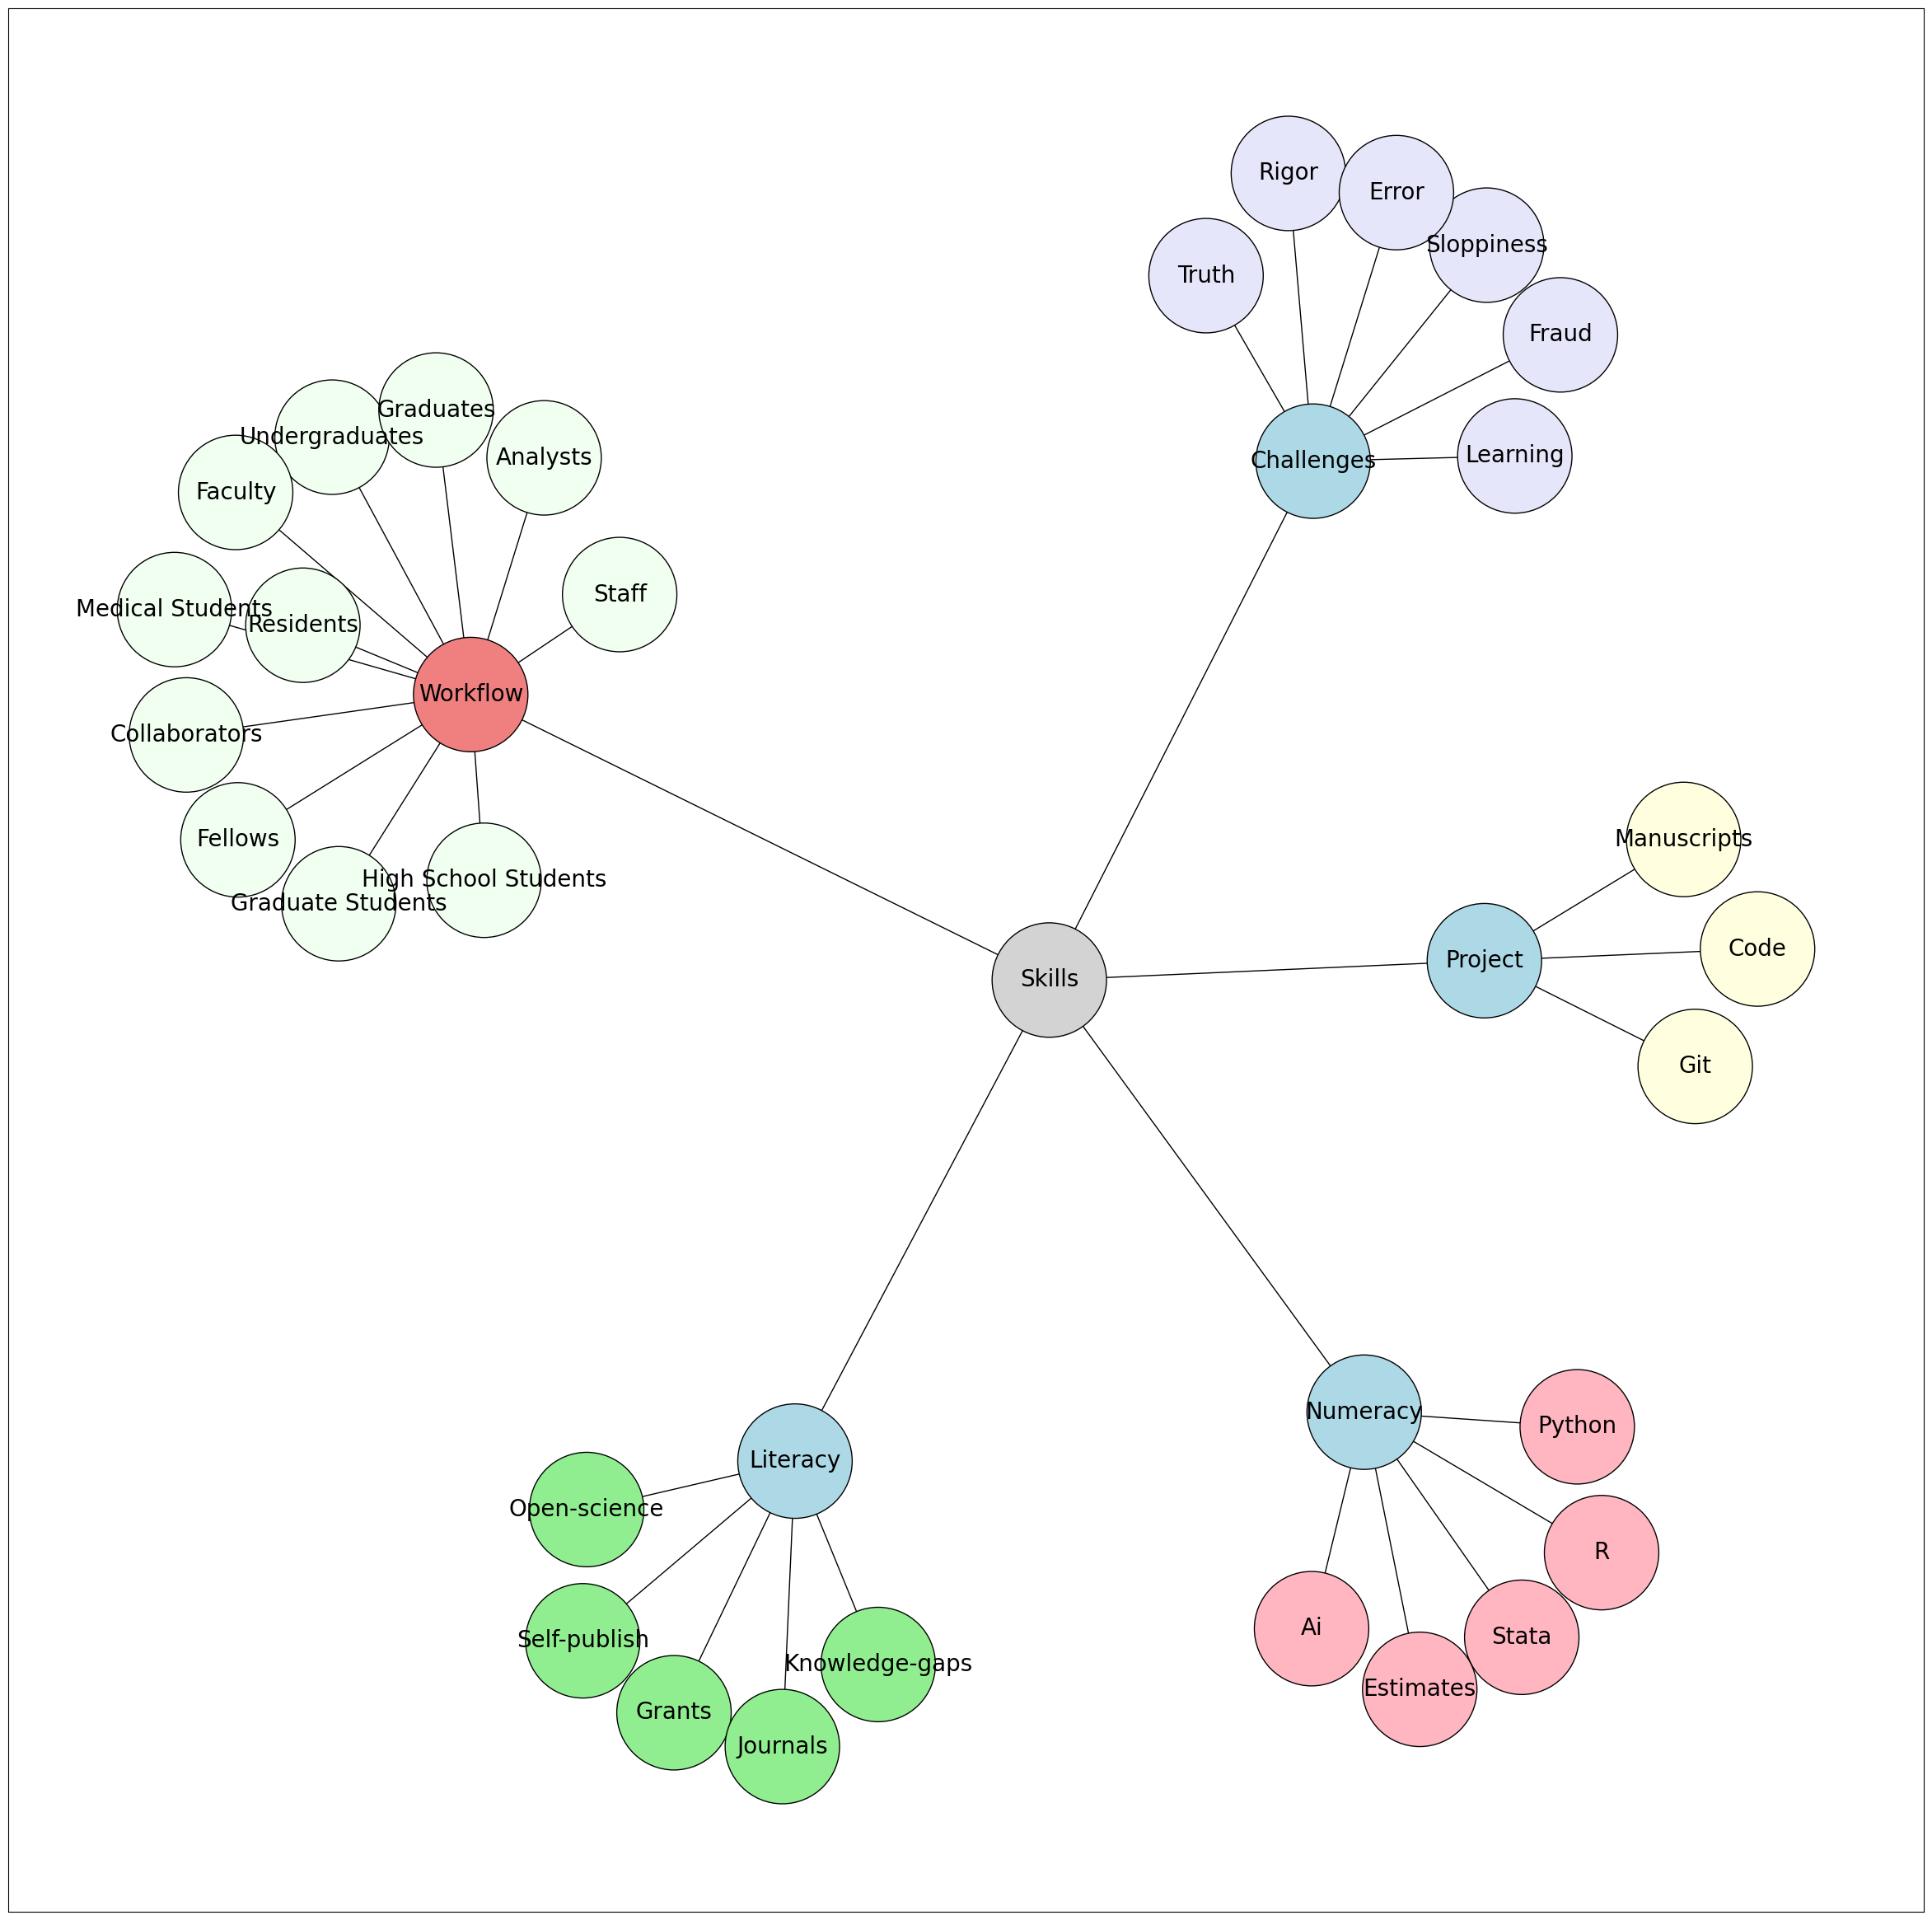 Rigor
Error
Sloppiness
Truth
Fraud
Graduates
Undergraduates
Analysts
Learning
Challenges
Faculty
Staff
Medical Students
Residents
Workflow
Collaborators
Fellows
Manuscripts
High School Students
Graduate Students
Code
Project
Skills
Git
Numeracy
Python
Literacy
Open-science
R
Ai
Stata
Self-publish
Knowledge-gaps
Estimates
Grants
Journals